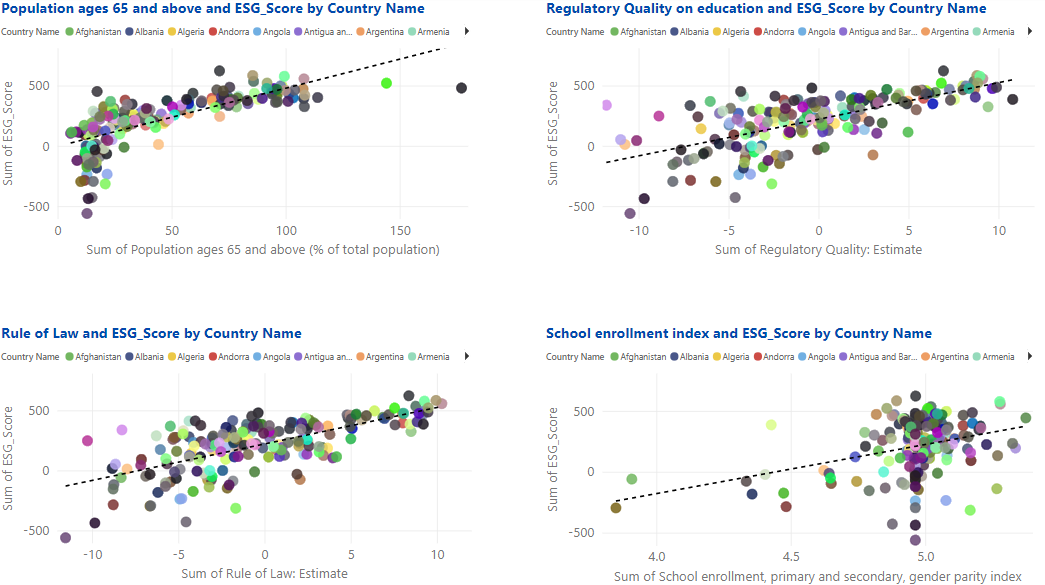 Population ages 65 and above and ESG_Score by Country Name
Country Name Afghanistan Albania Algeria Andorra Angola Antigua an... Argentina Armenia
Sum of ESG_Score
500
0
-500
0 50 100 150
Sum of Population ages 65 and above (% of total population)
Regulatory Quality on education and ESG_Score by Country Name
Country Name Afghanistan Albania Algeria Andorra Angola Antigua and Bar... Argentina Armenia
Sum of ESG_Score
500
0
-500
-10 -5 0 5 10
Sum of Regulatory Quality: Estimate
Rule of Law and ESG_Score by Country Name
Country Name Afghanistan Albania Algeria Andorra Angola Antigua an... Argentina Armenia
Sum of ESG_Score
500
0
-500
-10 -5 0 5 10
Sum of Rule of Law: Estimate
School enrollment index and ESG_Score by Country Name
Country Name Afghanistan Albania Algeria Andorra Angola Antigua and Bar... Argentina Armenia
Sum of ESG_Score
500
0
-500
4.0 4.5 5.0
Sum of School enrollment, primary and secondary, gender parity index